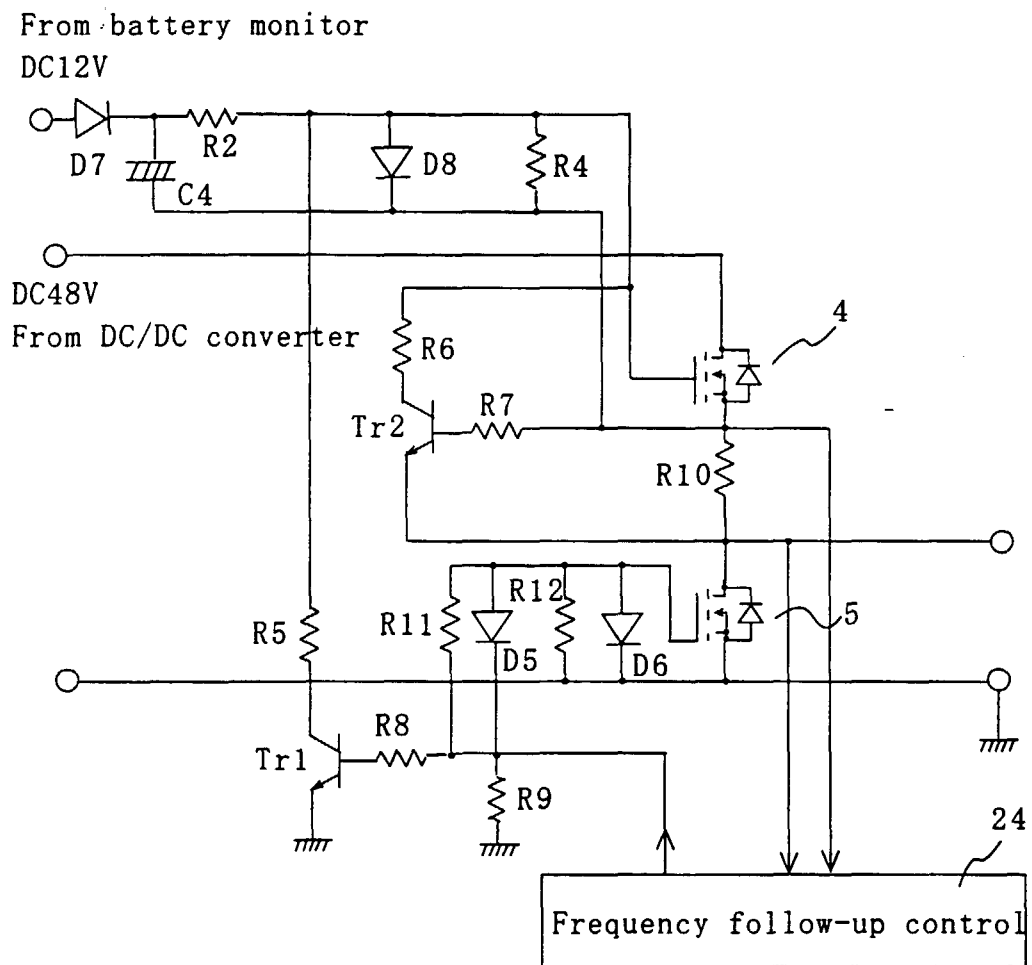 From battery monitor
DC12V
D7
R2
C4
D8
R4
DC48V
From DC/DC converter
4
R6
R7
Tr2
R10
R12
R11
R5
D5
D6
5
R8
Tr1
R9
24
Frequency follow-up control